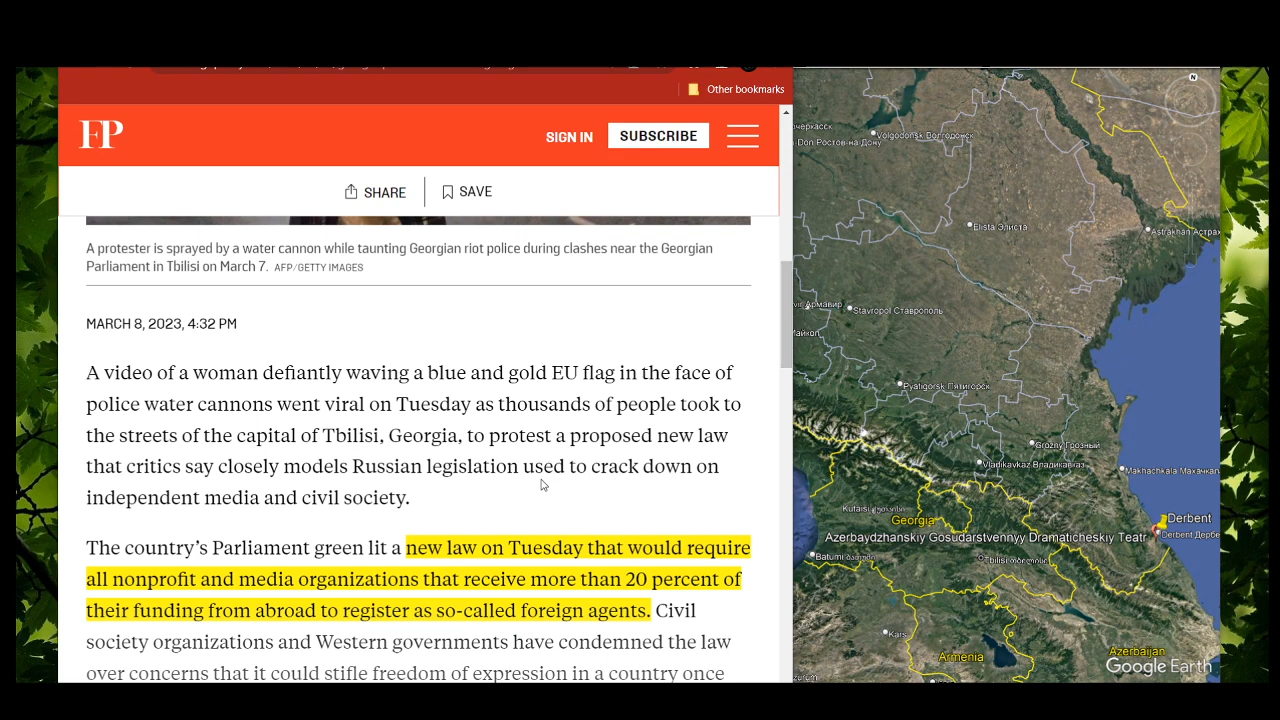 Other bookmarks
FP
SIGN IN
SUBSCRIBE
SHARE
SAVE
A protester is sprayed by a water cannon while taunting Georgian riot police during clashes near the Georgian
Parliament in Tbilisi on March 7. AFP/GETTY IMAGES
MARCH 8, 2023, 4:32 PM
A video of a woman defiantly waving a blue and gold EU flag in the face of
police water cannons went viral on Tuesday as thousands of people took to
the streets of the capital of Tbilisi, Georgia, to protest a proposed new law
that critics say closely models Russian legislation used to crack down on
independent media and civil society.
The country’s Parliament green lit a new law on Tuesday that would require
all nonprofit and media organizations that receive more than 20 percent of
their funding from abroad to register as so-called foreign agents. Civil
society organizations and Western governments have condemned the law
over concerns that it could stifle freedom of expression in a country once
N
Volgodonsk Волгодонск
-Don Ростов-на-Дону
Elista Элиста
Astrakhan Астрах
Армавир
Stavropol Ставрополь
Pyatigorsk Пятигорск
Grozny Грозный
Vladikavkaz Владикавказ
Makhachkala Махачкал
Kutaisi
Georgia
Derbent
Derbent Дербе
Azerbaydzhanskiy Gosudarstvennyy Dramaticheskiy Teatr
Batumi ბათუმი
Tbilisi თბილისი
Kars
Armenia
Azerbaijan
Google Earth